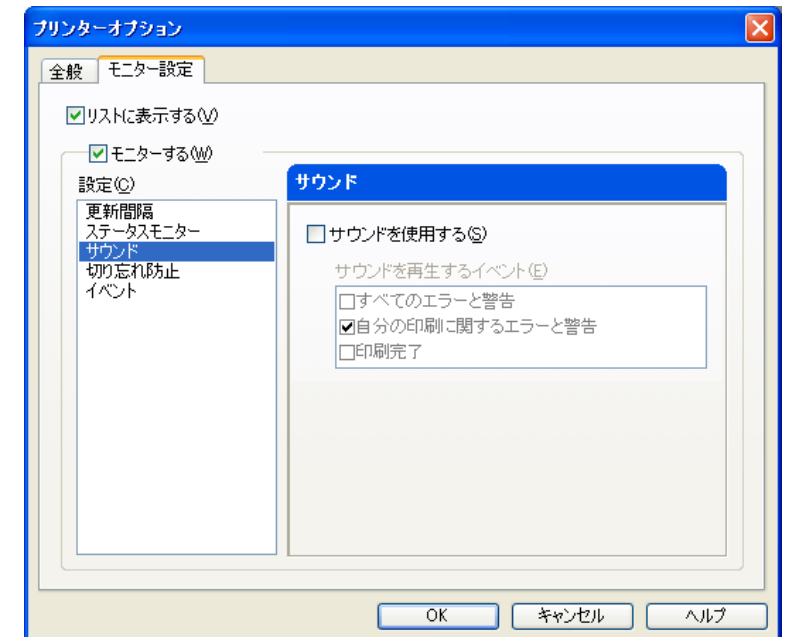 プリンターオプション
全般 モニター設定
リストに表示する(V)
モニターする(W)
設定(C)
更新間隔
ステータスモニター
サウンド
切り忘れ防止
イベント
サウンド
サウンドを使用する(S)
サウンドを再生するイベント(E)
すべてのエラーと警告
自分の印刷に関するエラーと警告
印刷完了
OK キャンセル ヘルプ